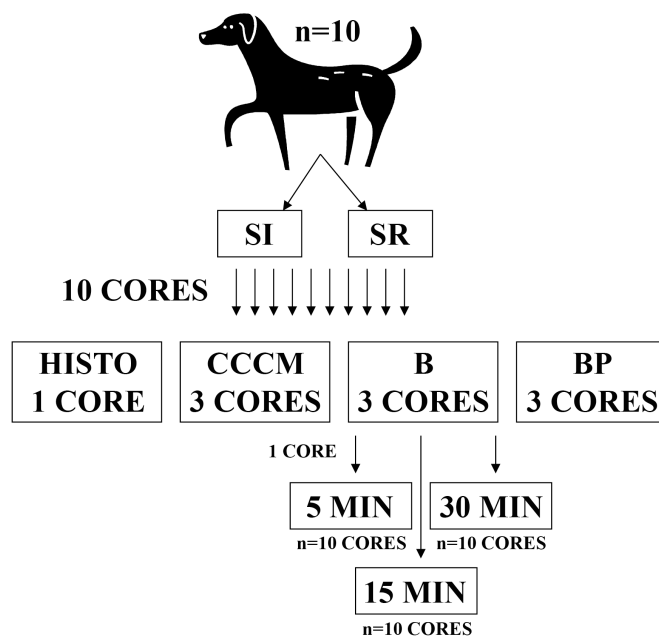 n=10
SI
SR
10 CORES
HISTO
1 CORE
CCCM
3 CORES
B
3 CORES
BP
3 CORES
1 CORE
5 MIN
30 MIN
n=10 CORES
n=10 CORES
15 MIN
n=10 CORES